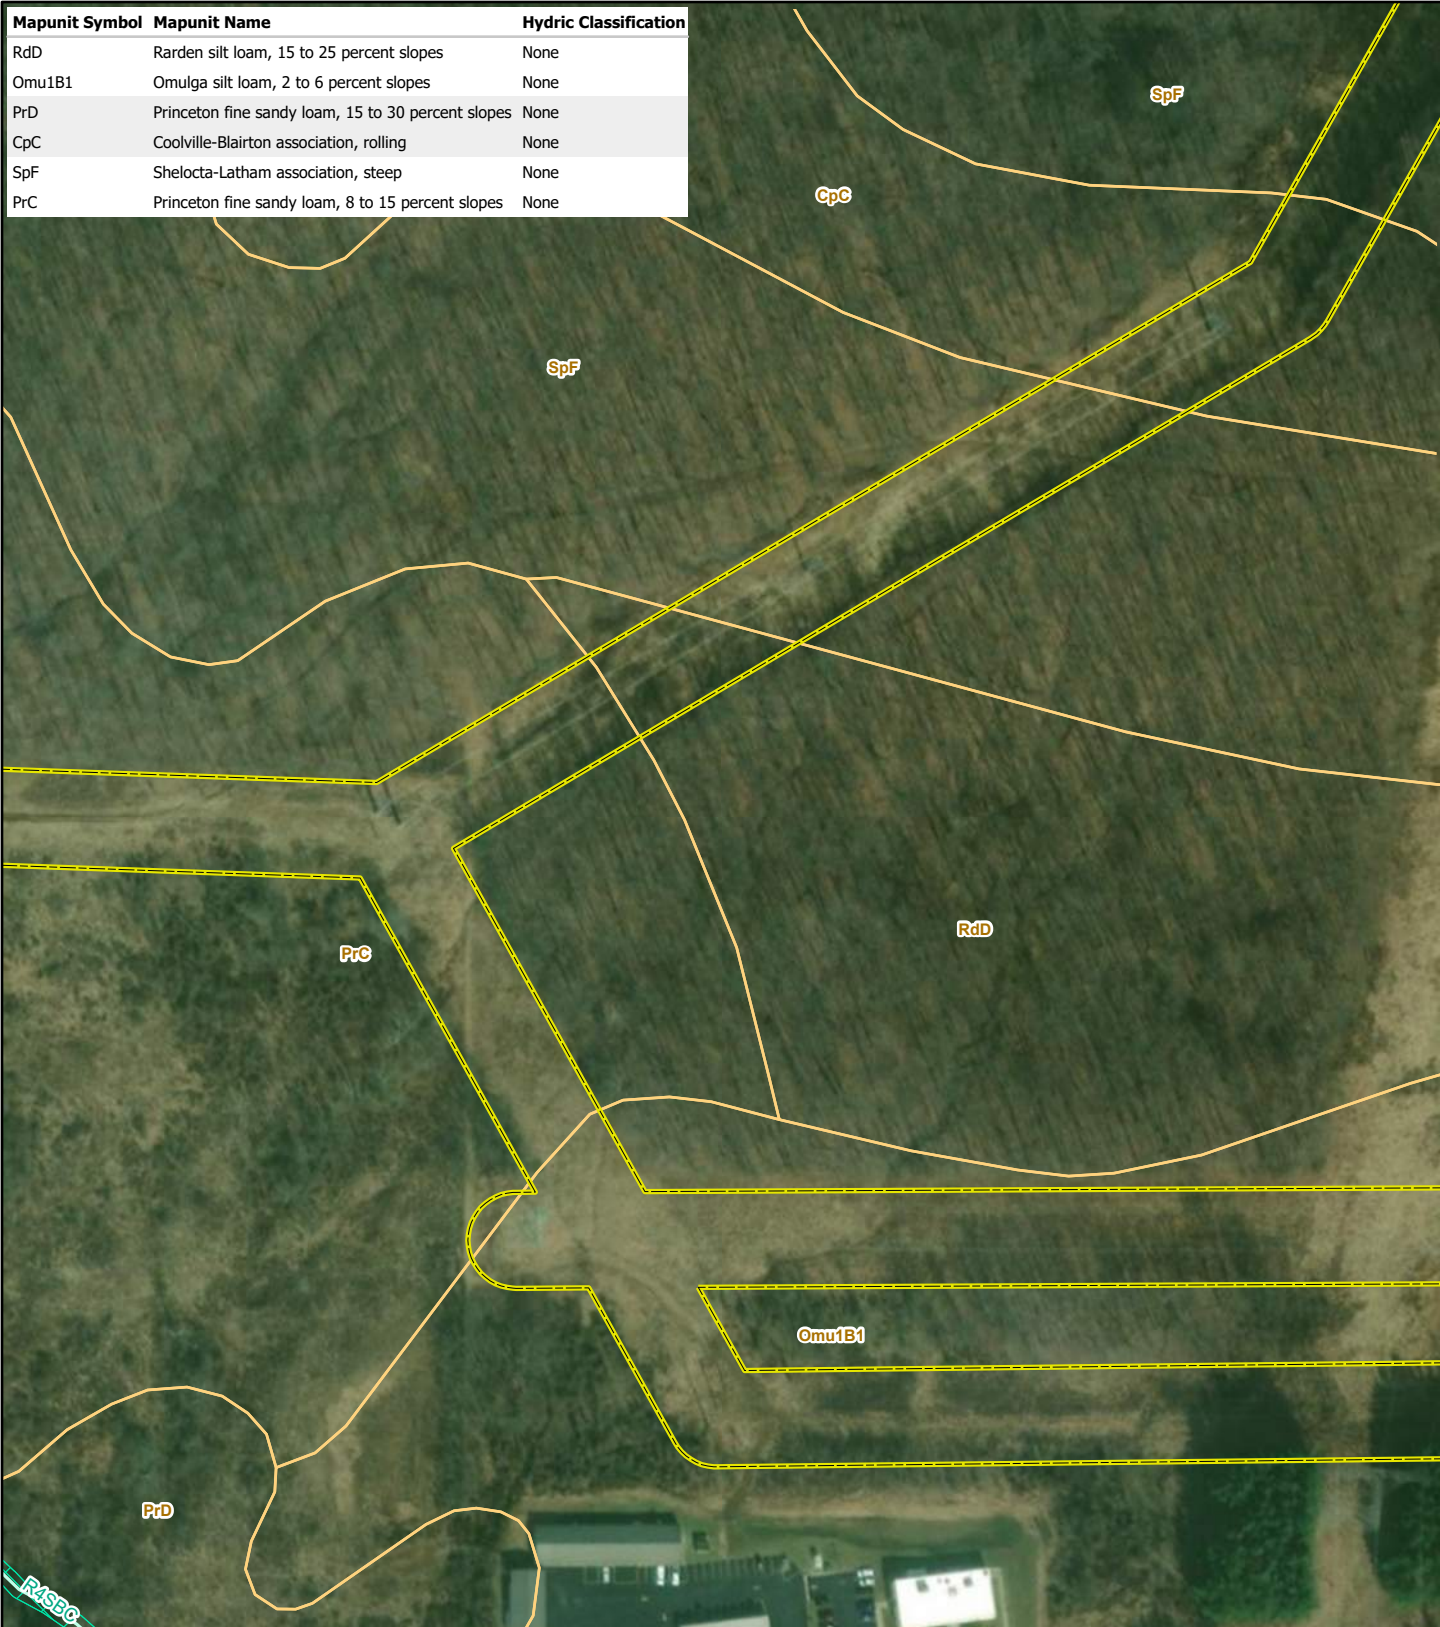 Mapunit Symbol Mapunit Name Hydric Classification
RdD Rarden silt loam, 15 to 25 percent slopes None
Omu1B1 Omulga silt loam, 2 to 6 percent slopes None
PrD Princeton fine sandy loam, 15 to 30 percent slopes None
CpC Coolville-Blairton association, rolling None
SpF Shelocta-Latham association, steep None
PrC Princeton fine sandy loam, 8 to 15 percent slopes None
SpF
CpC
SpF
RdD
PrC
Omu1B1
PrD
R4SBC